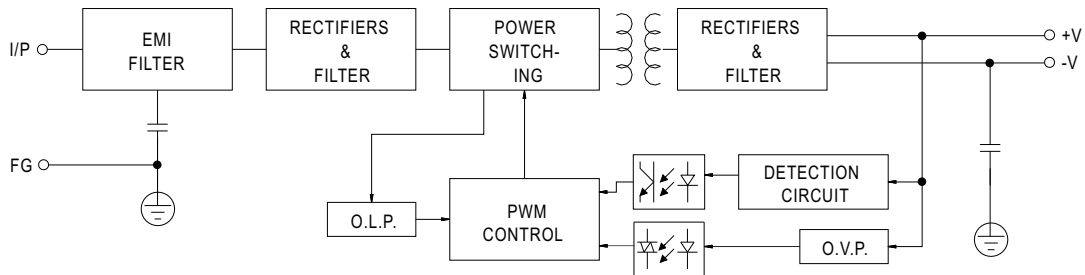 I/P
EMI
FILTER
RECTIFIERS
&
FILTER
POWER
SWITCH-
ING
RECTIFIERS
&
FILTER
+V
-V
FG
O.L.P.
PWM
CONTROL
DETECTION
CIRCUIT
O.V.P.